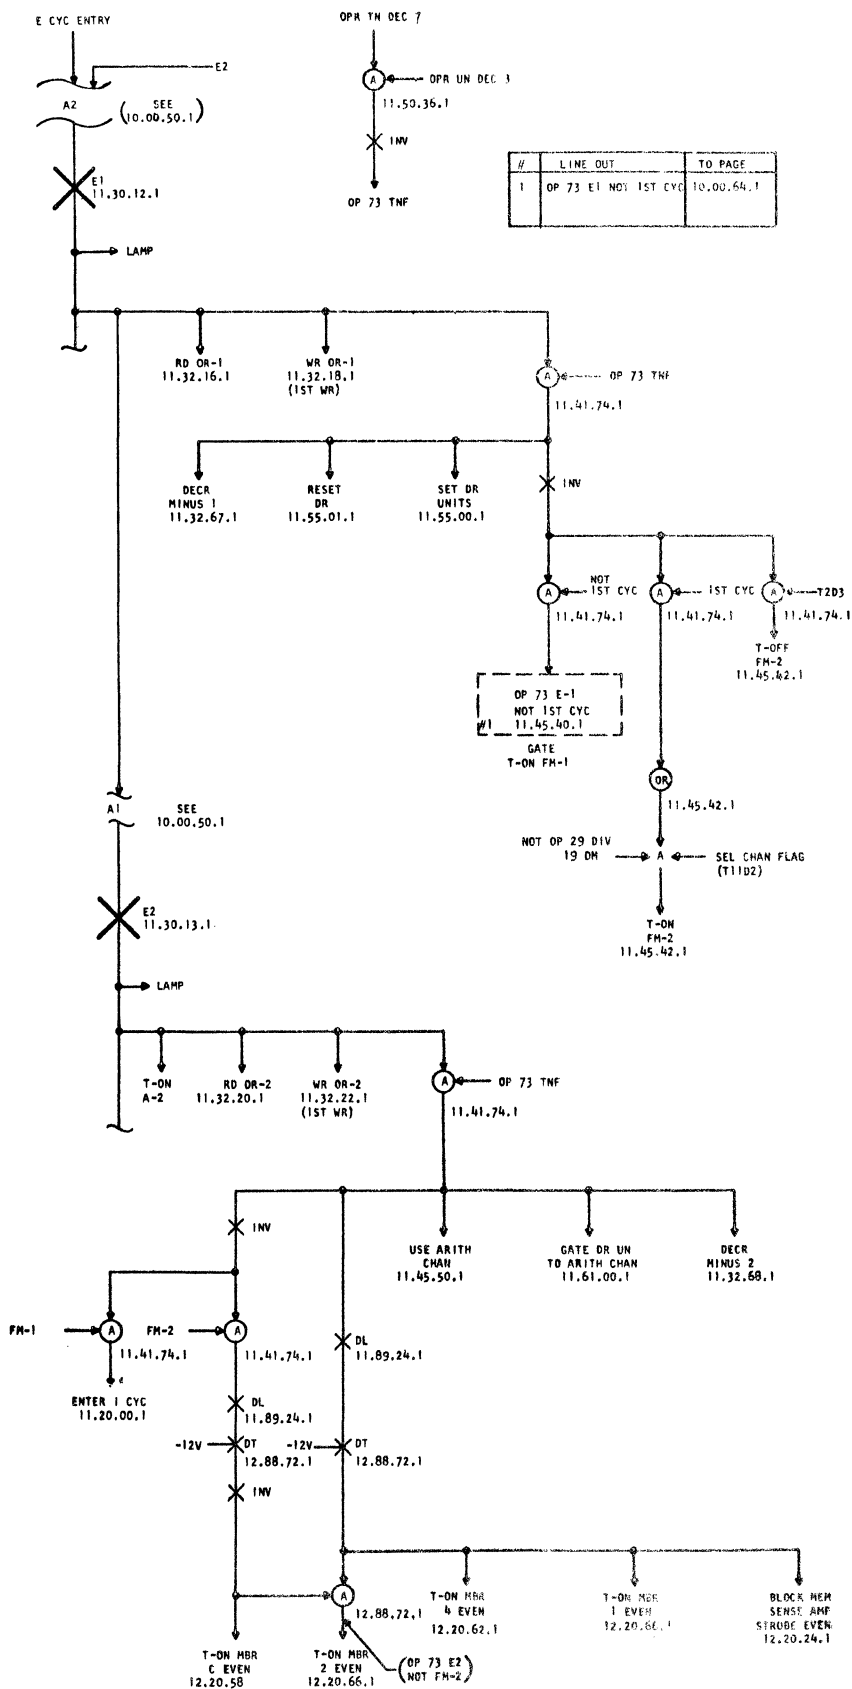 E CYC ENTRY
OPR TN DEC 7
E2
A
OPR UN DEC 3
11.50.36.1
A2
(SEE
10.00.50.1)
INV
OP 73 TNF
E1
11.30.12.1
# LINE OUT TO PAGE
1 OP 73 E1 NOT 1ST CYC 10.00.64.1
LAMP
RD OR-1
11.32.16.1
WR OR-1
11.32.18.1
(1ST WR)
A
OP 73 TNF
11.41.74.1
DECR
MINUS 1
11.32.67.1
RESET
DR
11.55.01.1
SET DR
UNITS
11.55.00.1
INV
A
NOT
1ST CYC
11.41.74.1
A
1ST CYC
11.41.74.1
A
T2D3
11.41.74.1
T-OFF
FM-2
11.45.42.1
OP 73 E-1
NOT 1ST CYC
#1 11.45.40.1
GATE
T-ON FM-1
OR
11.45.42.1
A1
SEE
10.00.50.1
NOT OP 29 DIV
19 DM
A
SEL CHAN FLAG
(T11D2)
T-ON
FM-2
11.45.42.1
E2
11.30.13.1
LAMP
T-ON
A-2
RD OR-2
11.32.20.1
WR OR-2
11.32.22.1
(1ST WR)
A
OP 73 TNF
11.41.74.1
INV
USE ARITH
CHAN
11.45.50.1
GATE DR UN
TO ARITH CHAN
11.61.00.1
DECR
MINUS 2
11.32.68.1
FM-1
A
11.41.74.1
FM-2
A
11.41.74.1
DL
11.89.24.1
ENTER I CYC
11.20.00.1
DL
11.89.24.1
-12V
DT
12.88.72.1
-12V
DT
12.88.72.1
INV
A
12.88.72.1
T-ON MBR
4 EVEN
12.20.62.1
T-ON MBR
1 EVEN
BLOCK MEM
SENSE AMP
STROBE EVEN
12.20.24.1
T-ON MBR
C EVEN
12.20.58
T-ON MBR
2 EVEN
12.20.66.1
(OP 73 E2
NOT FM-2)